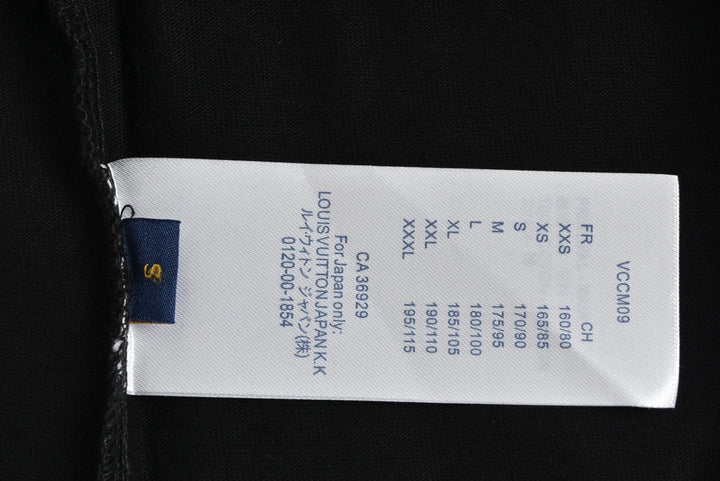 VCCM09
FR CH
XXS 160/80
XS 165/85
S 170/90
M 175/95
L 180/100
XL 185/105
XXL 190/110
XXXL 195/115
CA 36929
For Japan only:
LOUIS VUITTON JAPAN K.K
ルイ・ヴィトン ジャパン(株)
0120-00-1854
S